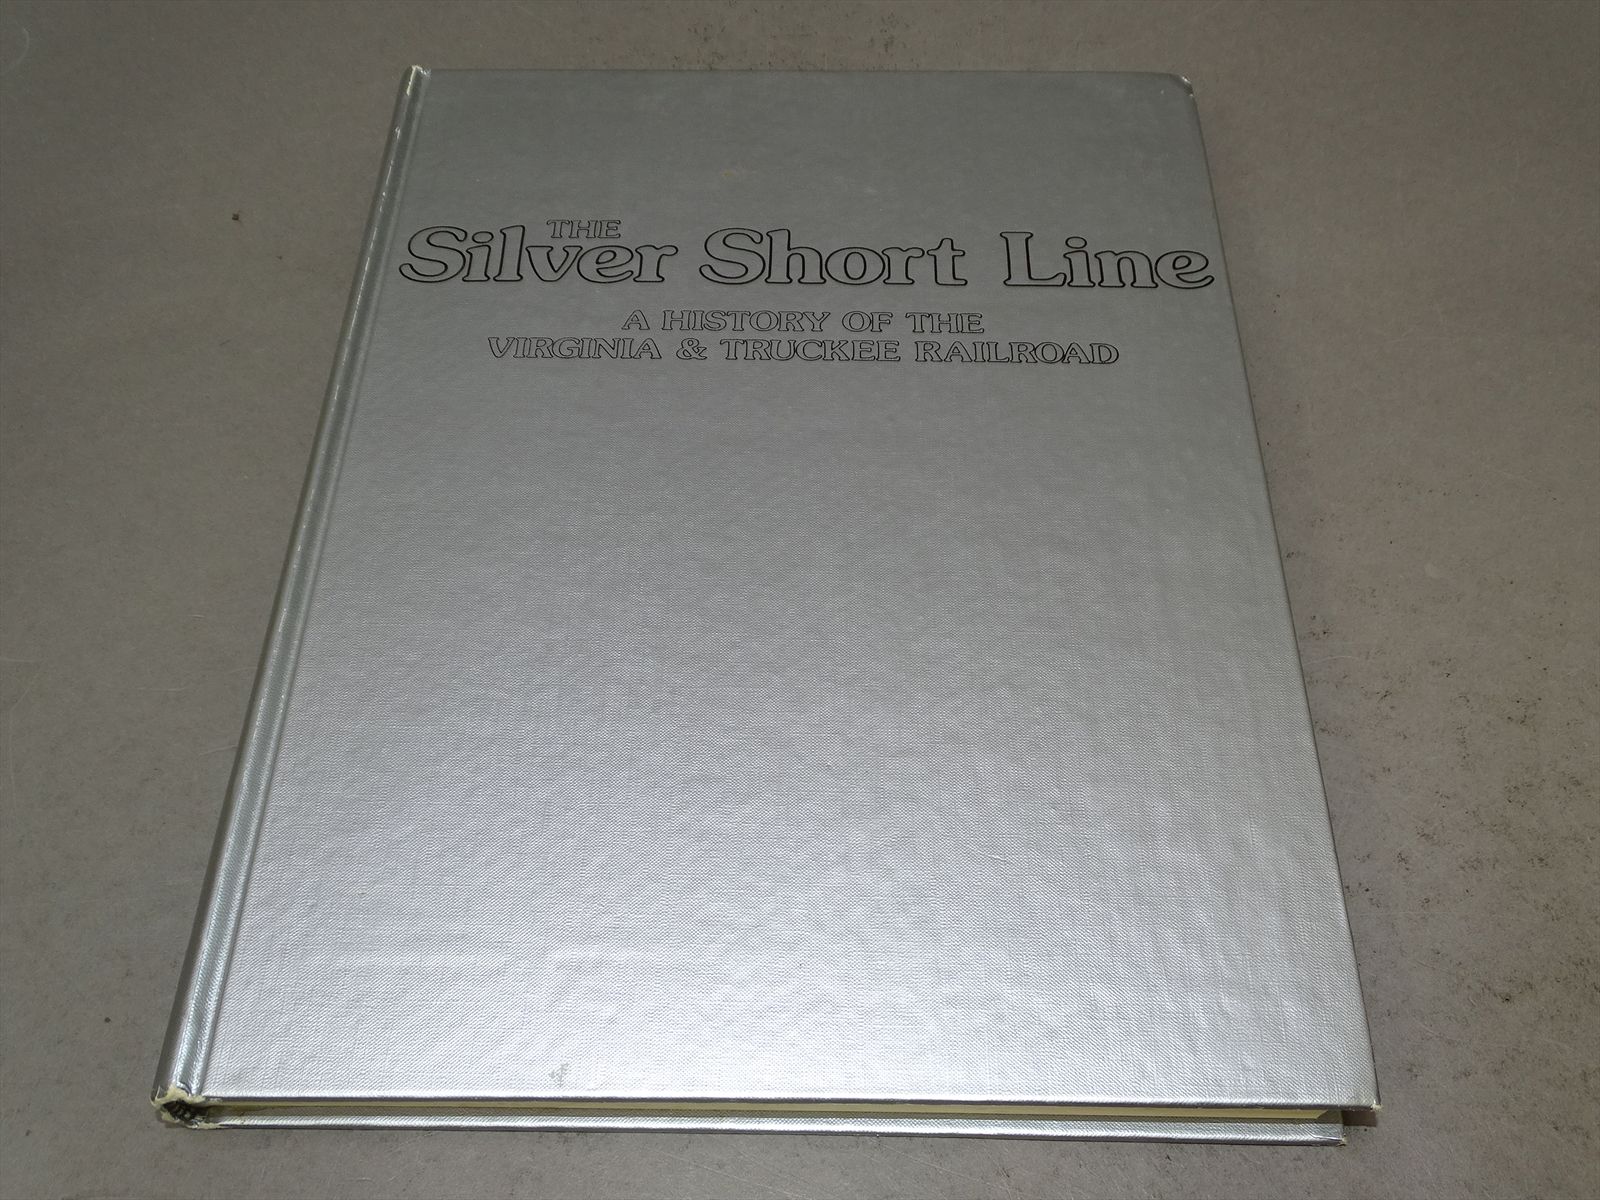 THE
Silver Short Line
A HISTORY OF THE
VIRGINIA & TRUCKEE RAILROAD